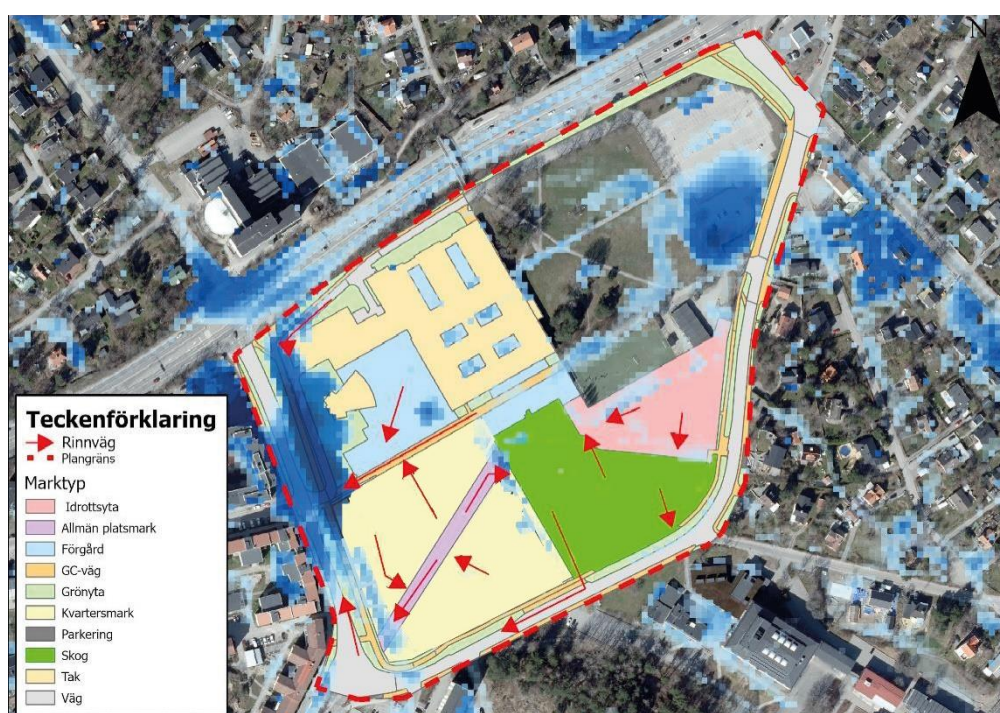 N
Teckenförklaring
Rinnväg
Plangräns
Marktyp
Idrottsyta
Allmän platsmark
Förgård
GC-väg
Grönyta
Kvartersmark
Parkering
Skog
Tak
Väg